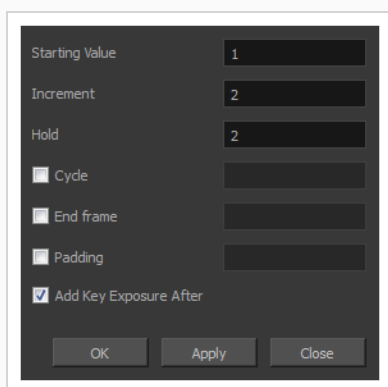 Starting Value 1
Increment 2
Hold 2
Cycle
End frame
Padding
Add Key Exposure After
OK Apply Close